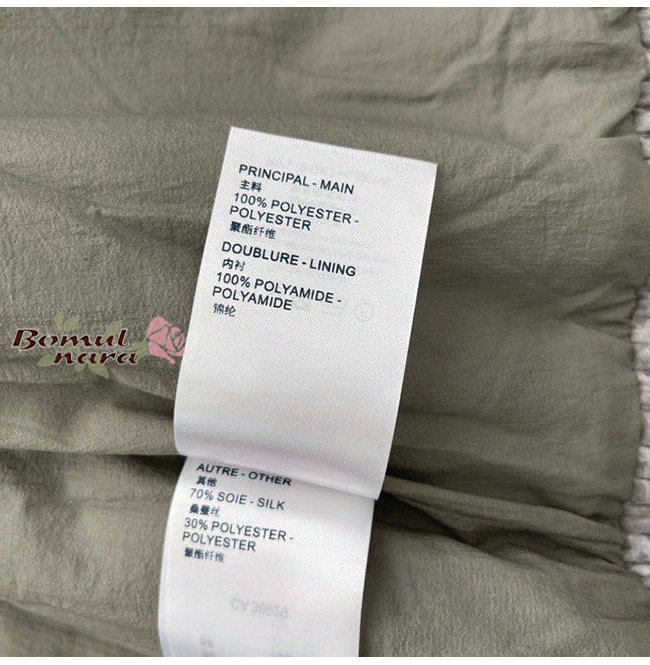 PRINCIPAL - MAIN
主料
100% POLYESTER -
POLYESTER
聚酯纤维
DOUBLURE - LINING
内衬
100% POLYAMIDE -
POLYAMIDE
锦纶
Bomul
nara
AUTRE - OTHER
其他
70% SOIE - SILK
桑蚕丝
30% POLYESTER -
POLYESTER
聚酯纤维